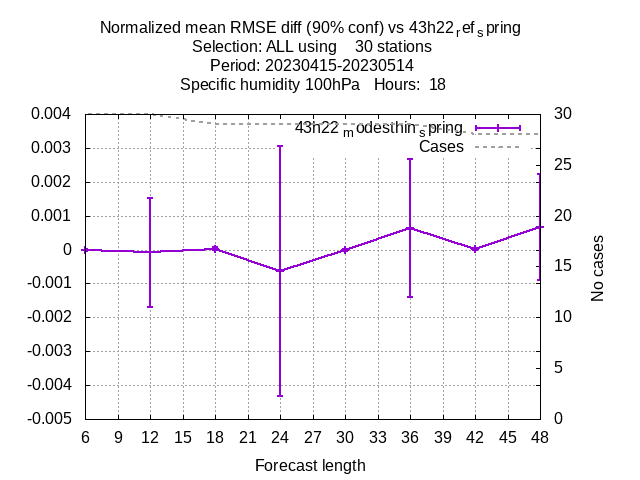 Normalized mean RMSE diff (90% conf) vs 43h22_ref_spring
Selection: ALL using 30 stations
Period: 20230415-20230514
Specific humidity 100hPa Hours: 18
43h22_modesthin_spring
Cases
0.004
0.003
0.002
0.001
0
-0.001
-0.002
-0.003
-0.004
-0.005
30
25
20
15
10
5
0
No cases
6 9 12 15 18 21 24 27 30 33 36 39 42 45 48
Forecast length